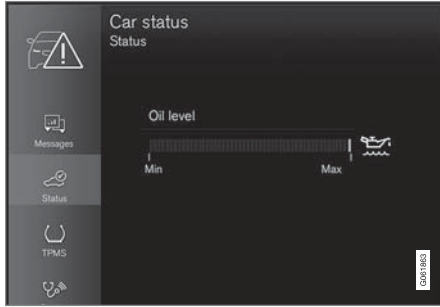 Car status
Status
Messages
Status
TPMS
Oil level
Min Max
G061863